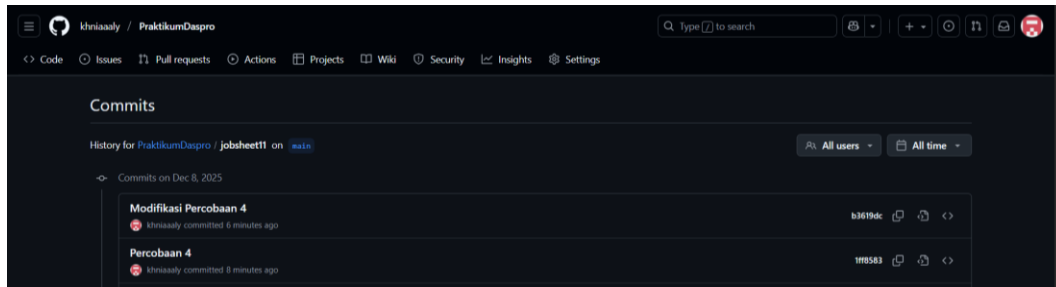 khniaaaly / PraktikumDaspro
Type / to search
Code Issues Pull requests Actions Projects Wiki Security Insights Settings
Commits
History for PraktikumDaspro / jobsheet11 on main
All users All time
Commits on Dec 8, 2025
Modifikasi Percobaan 4
khniaaaly committed 6 minutes ago
b3619dc
Percobaan 4
khniaaaly committed 8 minutes ago
1ff8583